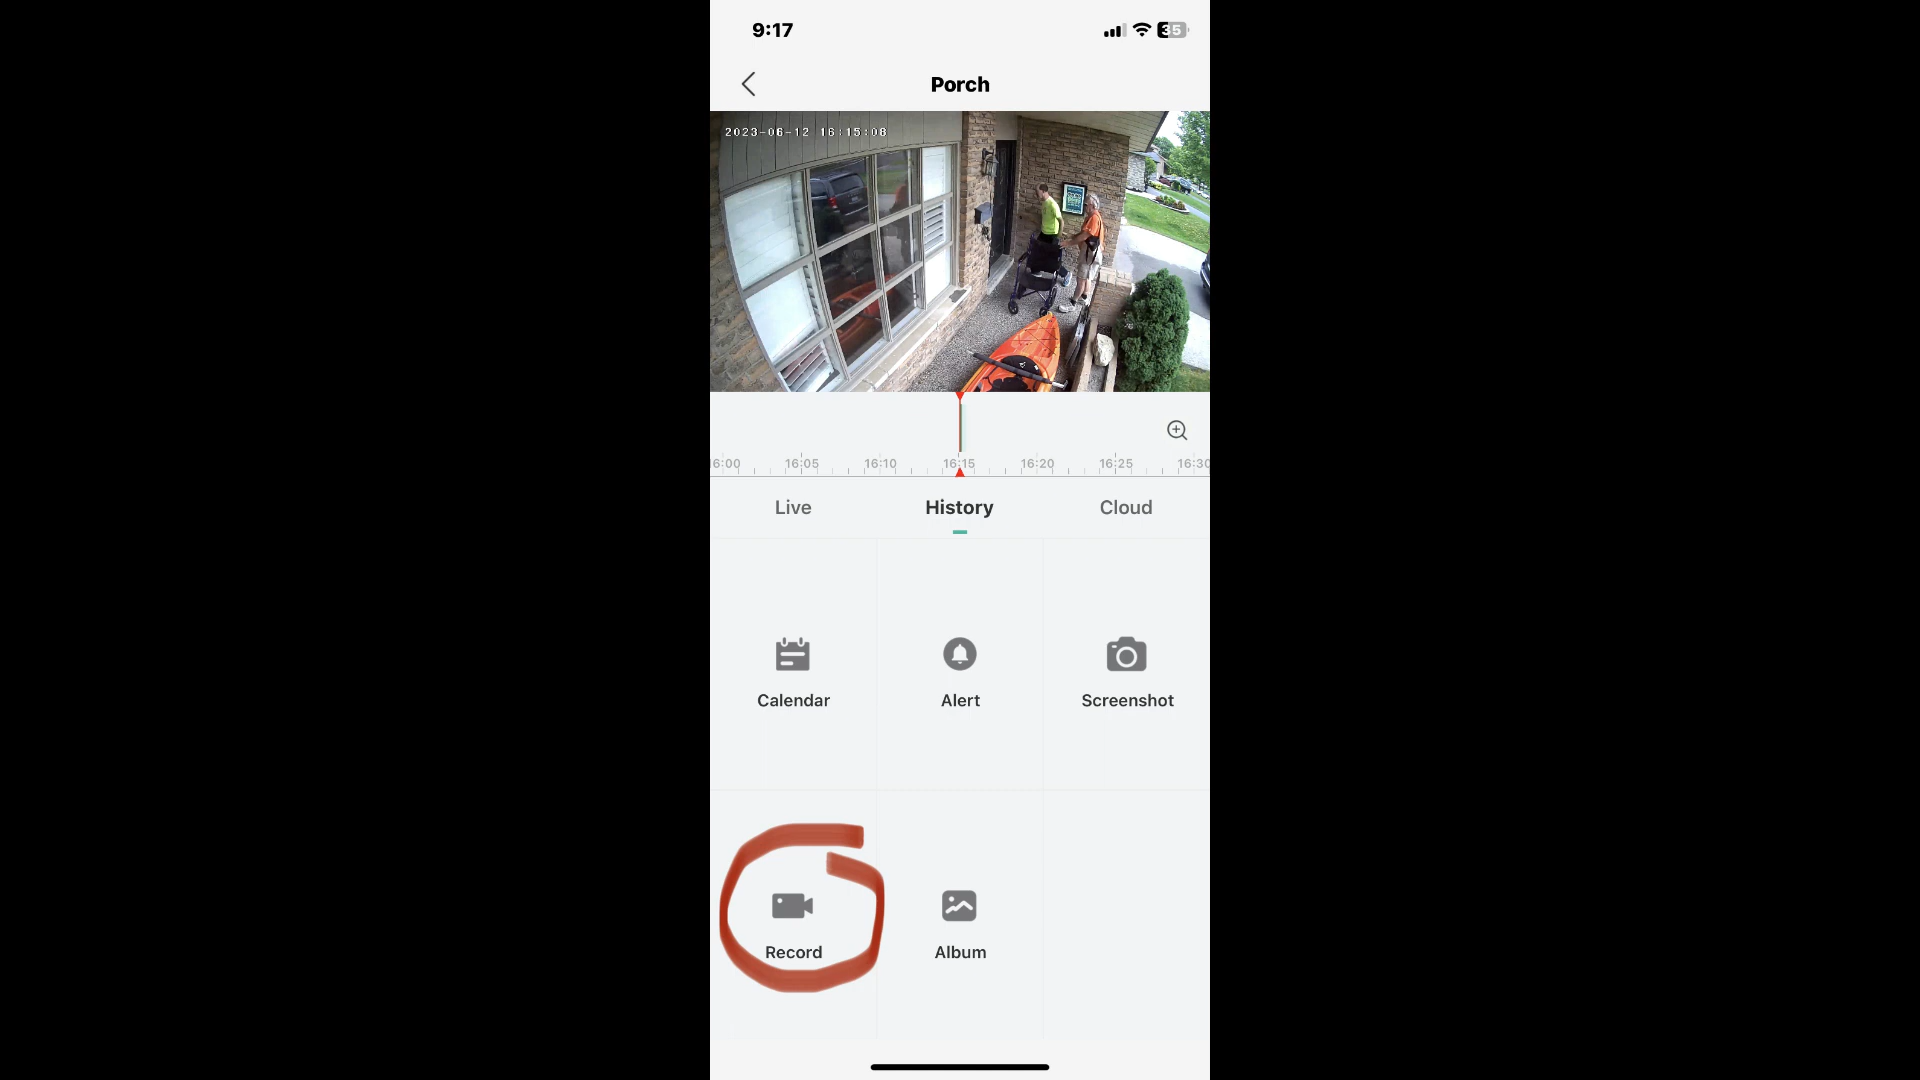 9:17
35
Porch
2023-06-12 16:15:08
16:00 16:05 16:10 16:15 16:20 16:25 16:30
Live History Cloud
Calendar Alert Screenshot
Record Album